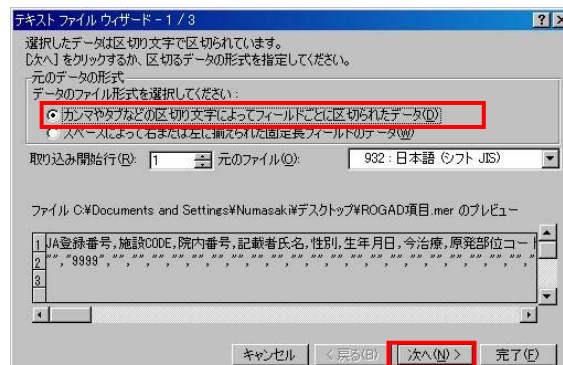 テキスト ファイル ウィザード - 1 / 3
選択したデータは区切り文字で区切られています。
[次へ] をクリックするか、区切るデータの形式を指定してください。
元のデータの形式
データのファイル形式を選択してください:
カンマやタブなどの区切り文字によってフィールドごとに区切られたデータ(D)
スペースによって右または左に揃えられた固定長フィールドのデータ(W)
取り込み開始行(R): 1 元のファイル(O): 932 : 日本語 (シフト JIS)
ファイル C:¥Documents and Settings¥Numasaki¥デスクトップ¥ROGAD項目.mer のプレビュー
1 JA登録番号,施設CODE,院内番号,記載者氏名,性別,生年月日,今治療,原発部位コート
2 "","9999","","","","","","","","","","","","","","","","",""
3
キャンセル < 戻る(B) 次へ(N) > 完了(F)